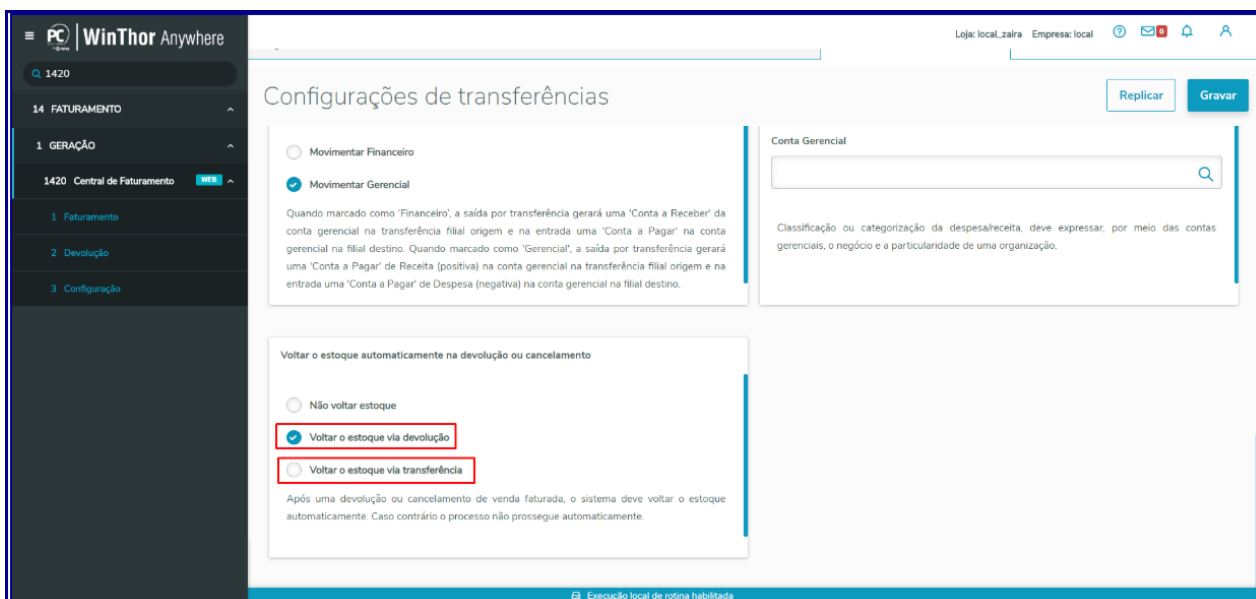 PC
WinThor Anywhere
Loja: local_zaira Empresa: local
0
1420
Configurações de transferências
Replicar
Gravar
14 FATURAMENTO
1 GERAÇÃO
1420 Central de Faturamento WEB
1 Faturamento
2 Devolução
3 Configuração
Movimentar Financeiro
Movimentar Gerencial
Quando marcado como 'Financeiro', a saída por transferência gerará uma 'Conta a Receber' da
conta gerencial na transferência filial origem e na entrada uma 'Conta a Pagar' na conta
gerencial na filial destino. Quando marcado como 'Gerencial', a saída por transferência gerará
uma 'Conta a Pagar' de Receita (positiva) na conta gerencial na transferência filial origem e na
entrada uma 'Conta a Pagar' de Despesa (negativa) na conta gerencial na filial destino.
Conta Gerencial
Classificação ou categorização da despesa/receita, deve expressar, por meio das contas
gerenciais, o negócio e a particularidade de uma organização.
Voltar o estoque automaticamente na devolução ou cancelamento
Não voltar estoque
Voltar o estoque via devolução
Voltar o estoque via transferência
Após uma devolução ou cancelamento de venda faturada, o sistema deve voltar o estoque
automaticamente. Caso contrário o processo não prossegue automaticamente.
Execução local de rotina habilitada